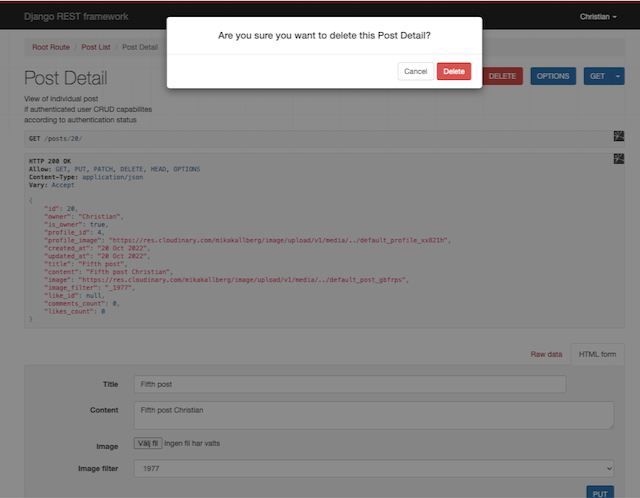 Django REST framework
Christian
Are you sure you want to delete this Post Detail?
Cancel Delete
Root Route / Post List / Post Detail
Post Detail
DELETE OPTIONS GET
View of individual post
If authenticated user CRUD capabilites
according to authentication status
GET /posts/20/
HTTP 200 OK
Allow: GET, PUT, PATCH, DELETE, HEAD, OPTIONS
Content-Type: application/json
Vary: Accept
{
"id": 20,
"owner": "Christian",
"is_owner": true,
"profile_id": 4,
"profile_image": "https://res.cloudinary.com/mikakallberg/image/upload/v1/media/../default_profile_xx821h",
"created_at": "20 Oct 2022",
"updated_at": "20 Oct 2022",
"title": "Fifth post",
"content": "Fifth post Christian",
"image": "https://res.cloudinary.com/mikakallberg/image/upload/v1/media/../default_post_gbfrps",
"image_filter": "_1977",
"like_id": null,
"comments_count": 0,
"likes_count": 0
}
Raw data HTML form
Title Fifth post
Content Fifth post Christian
Image Välj fil Ingen fil har valts
Image filter 1977
PUT